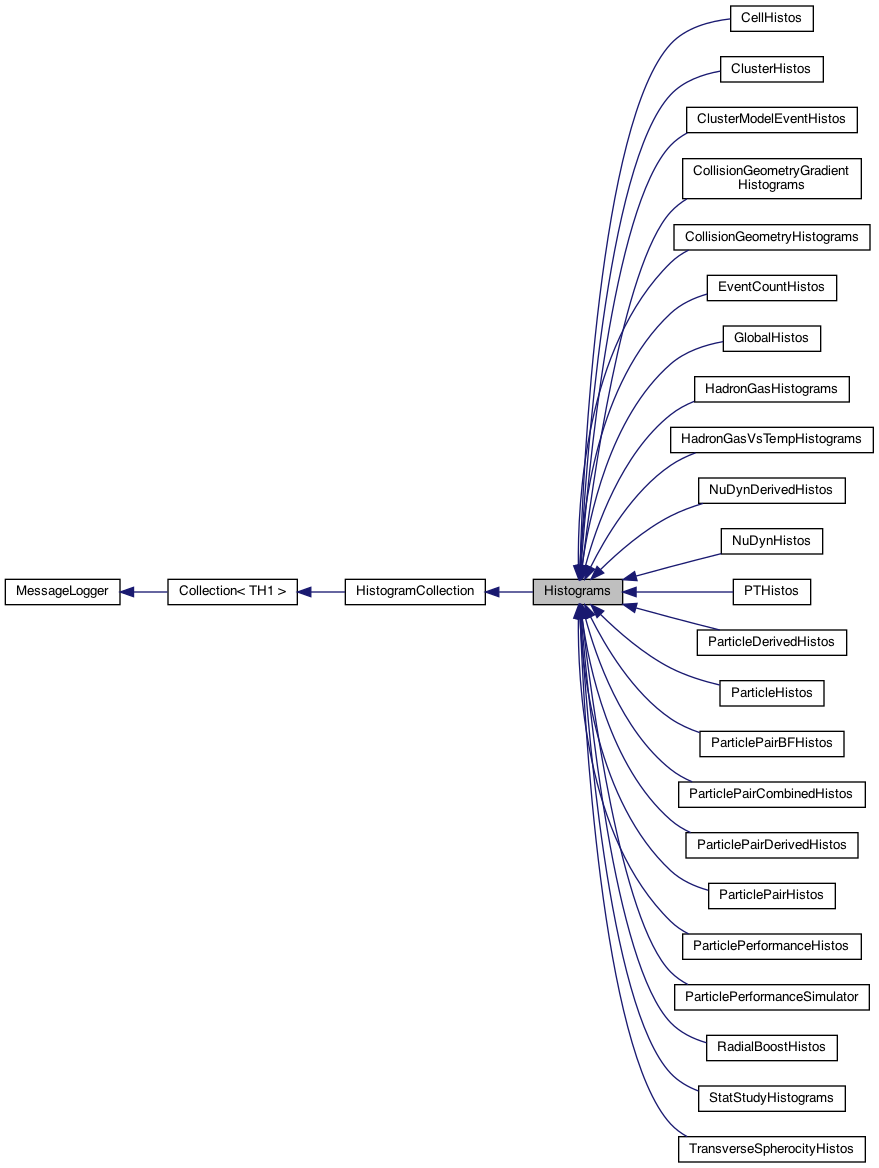 CellHistos
ClusterHistos
ClusterModelEventHistos
CollisionGeometryGradient
Histograms
CollisionGeometryHistograms
EventCountHistos
GlobalHistos
HadronGasHistograms
HadronGasVsTempHistograms
NuDynDerivedHistos
NuDynHistos
MessageLogger
Collection< TH1 >
HistogramCollection
Histograms
PTHistos
ParticleDerivedHistos
ParticleHistos
ParticlePairBFHistos
ParticlePairCombinedHistos
ParticlePairDerivedHistos
ParticlePairHistos
ParticlePerformanceHistos
ParticlePerformanceSimulator
RadialBoostHistos
StatStudyHistograms
TransverseSpherocityHistos